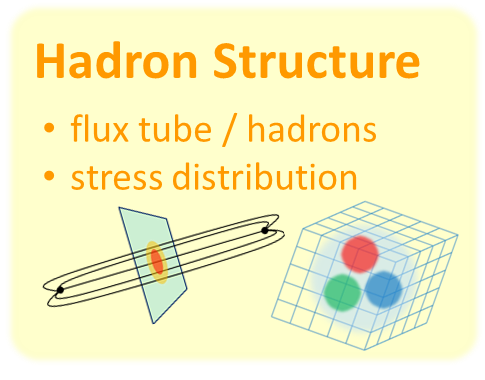 Hadron Structure
• flux tube / hadrons
• stress distribution